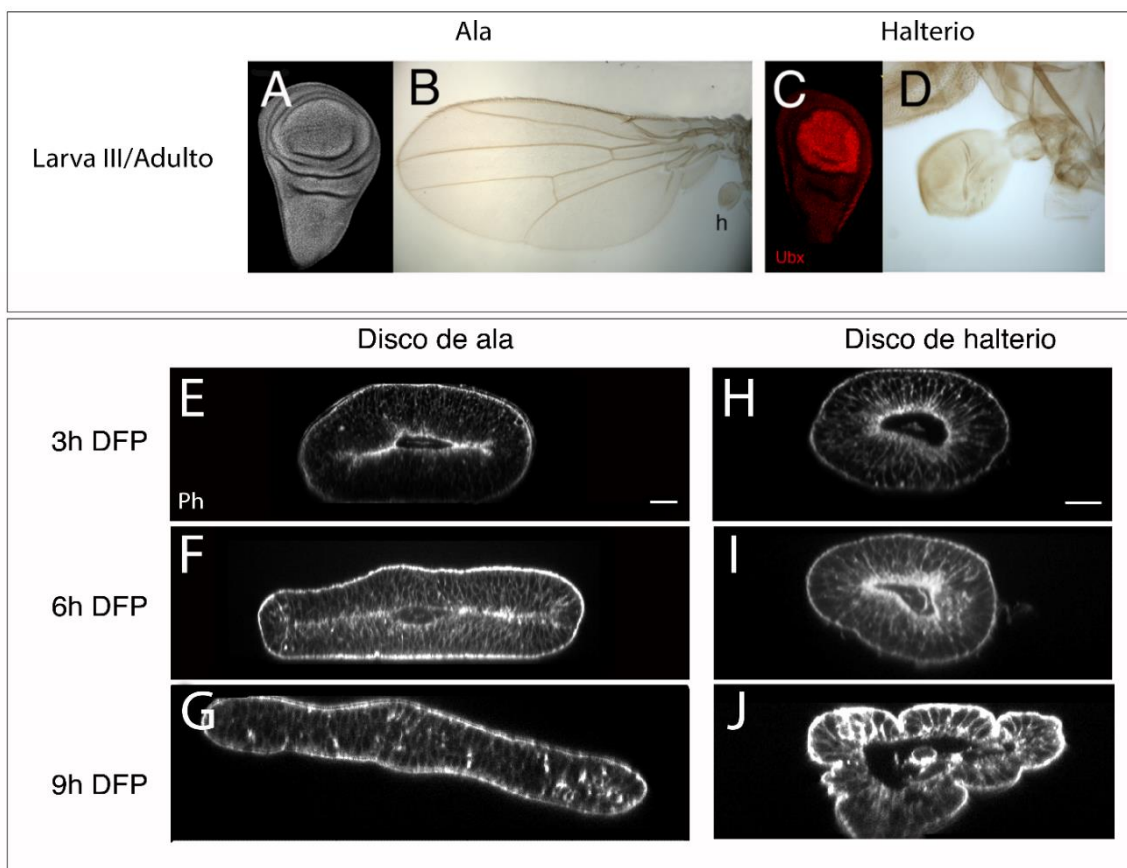 Ala
Halterio
Larva III/Adulto
A
B
h
C
Ubx
D
Disco de ala
Disco de halterio
3h DFP
E
Ph
H
6h DFP
F
I
9h DFP
G
J